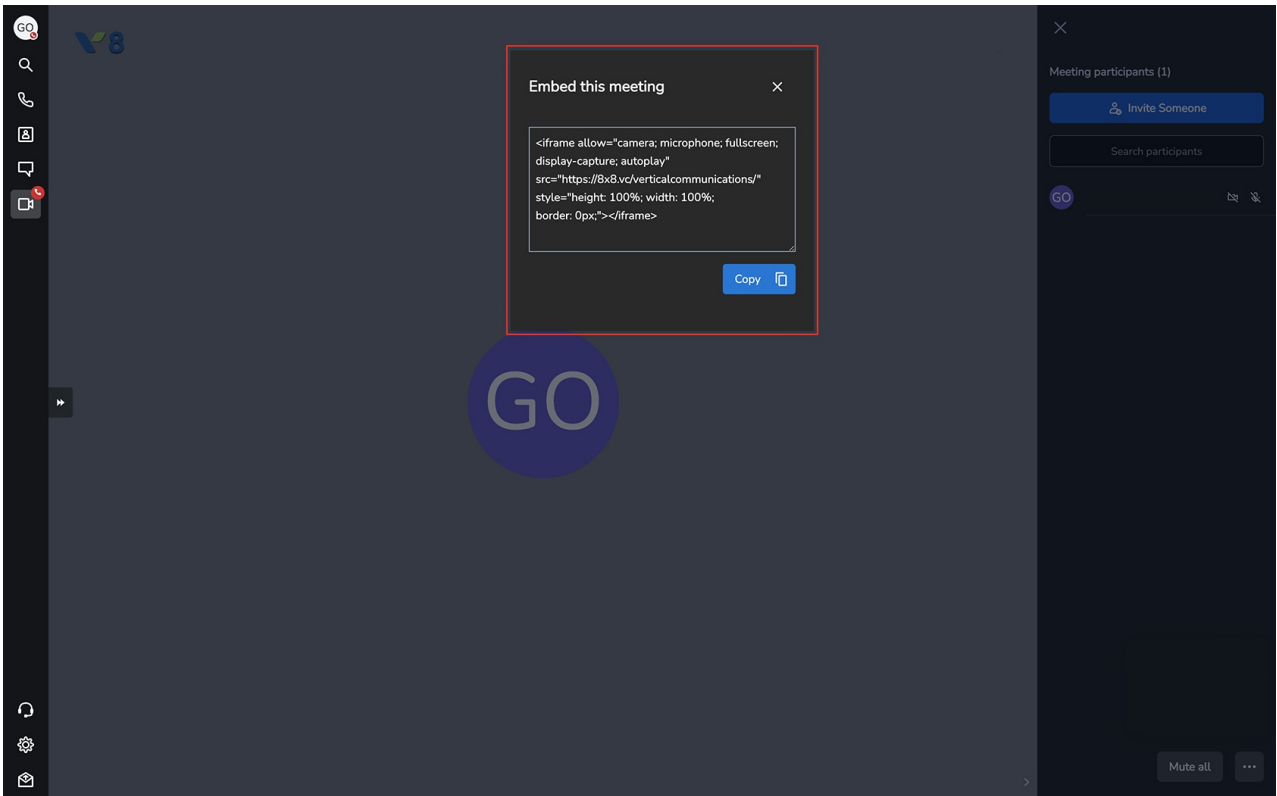 GO
V8
Embed this meeting
<iframe allow="camera; microphone; fullscreen;
display-capture; autoplay"
src="https://8x8.vc/verticalcommunications/"
style="height: 100%; width: 100%;
border: 0px;"></iframe>
Copy
GO
Meeting participants (1)
Invite Someone
Search participants
GO
Mute all